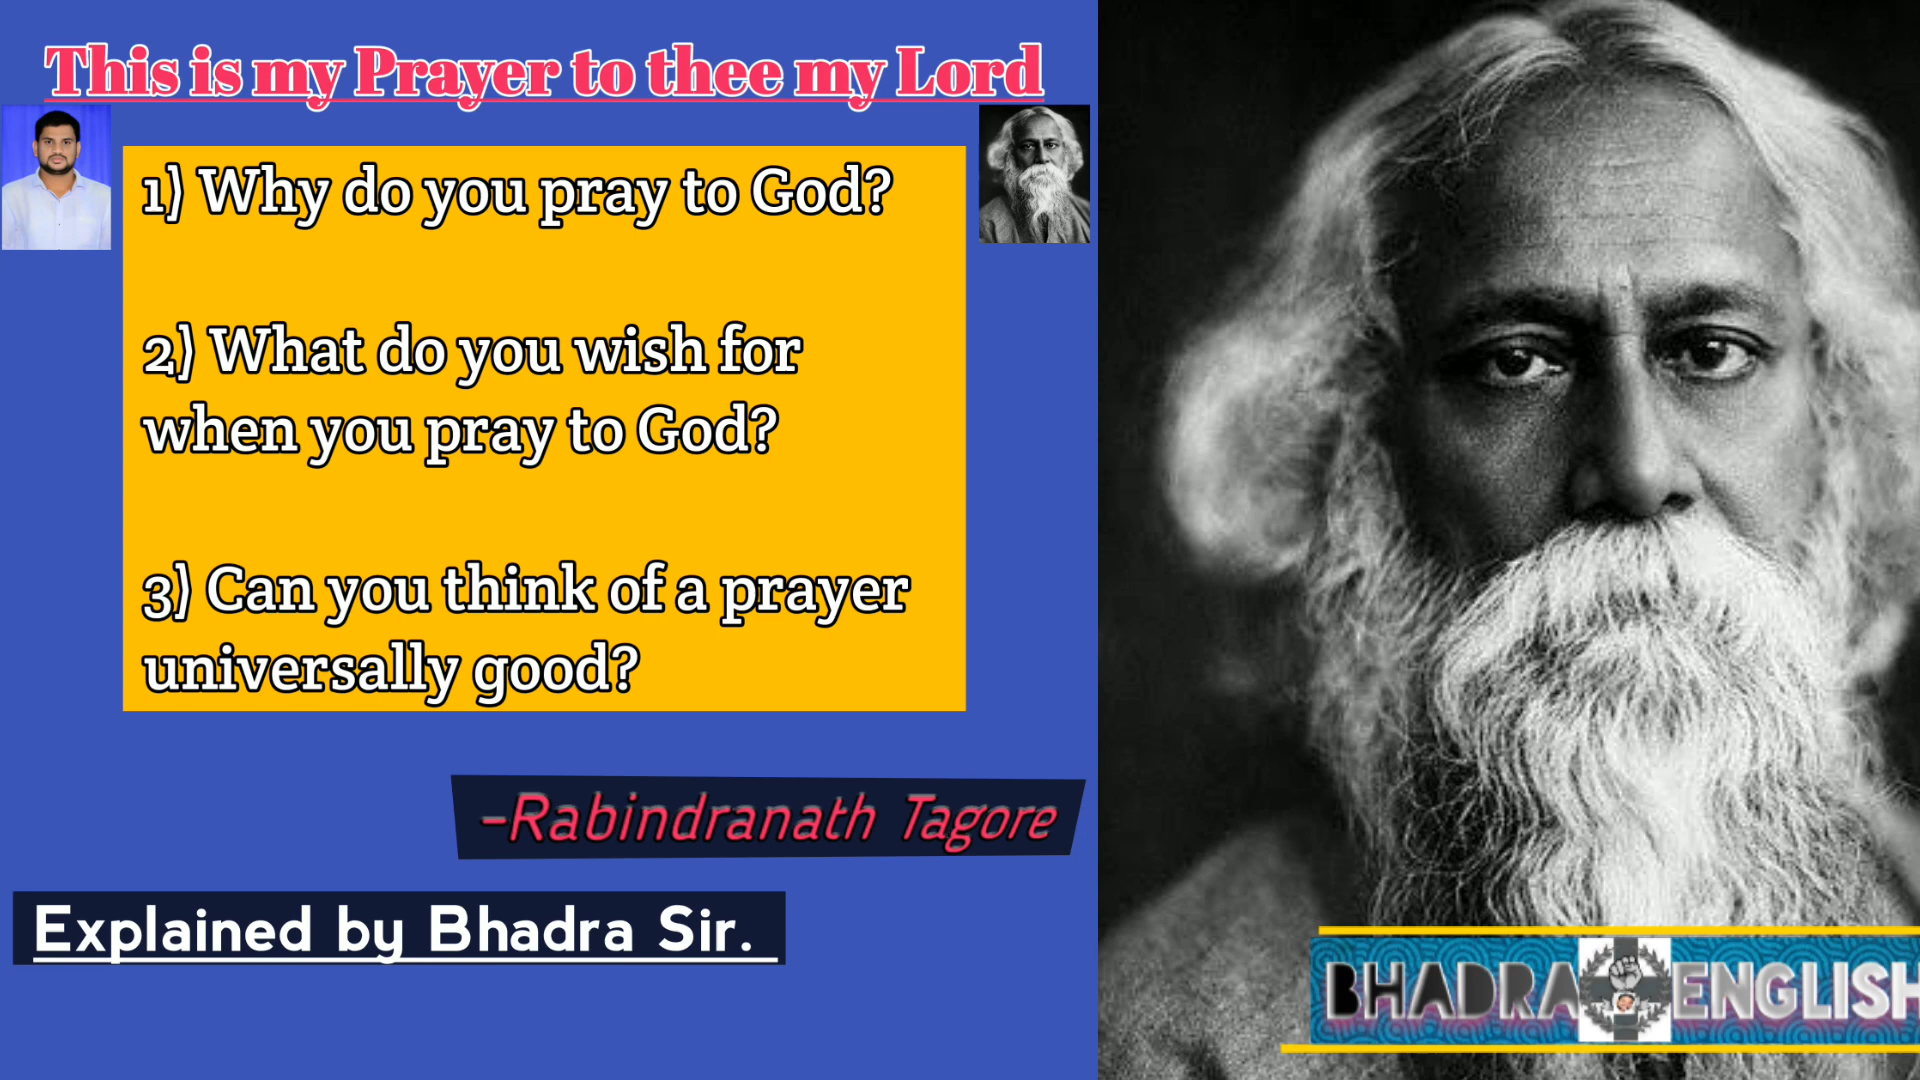 This is my Prayer to thee my Lord
1) Why do you pray to God?
2) What do you wish for
when you pray to God?
3) Can you think of a prayer
universally good?
-Rabindranath Tagore
Explained by Bhadra Sir.
BHADRA ENGLISH